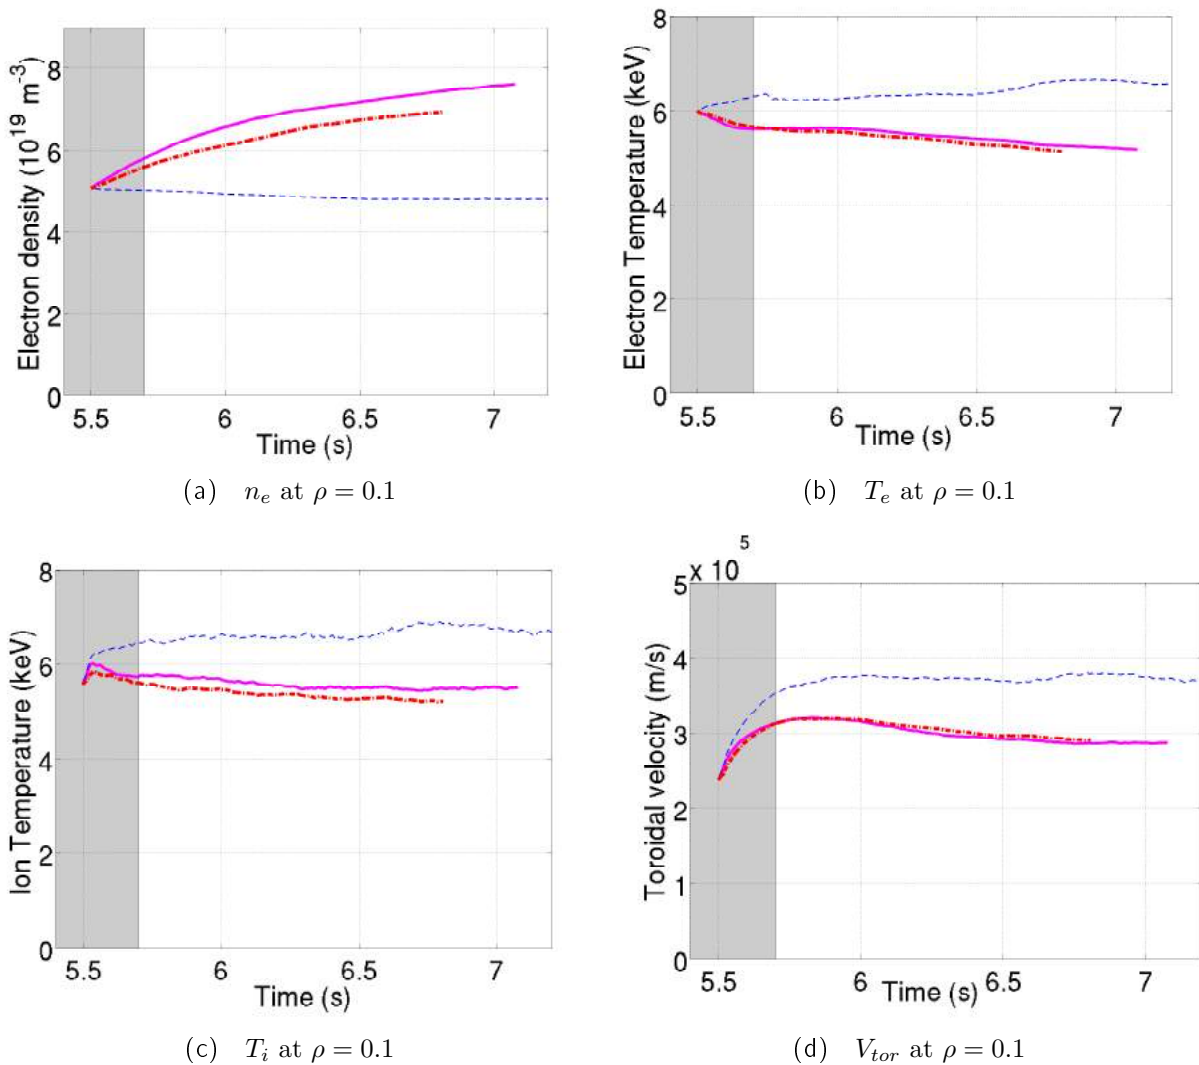 Electron density (10^19 m^-3)
8
6
4
2
0
5.5 6 6.5 7
Time (s)
(a) n_e at ρ = 0.1
Electron Temperature (keV)
8
6
4
2
0
5.5 6 6.5 7
Time (s)
(b) T_e at ρ = 0.1
Ion Temperature (keV)
8
6
4
2
0
5.5 6 6.5 7
Time (s)
(c) T_i at ρ = 0.1
x 10^5
Toroidal velocity (m/s)
5
4
3
2
1
0
5.5 6 6.5 7
Time (s)
(d) V_tor at ρ = 0.1